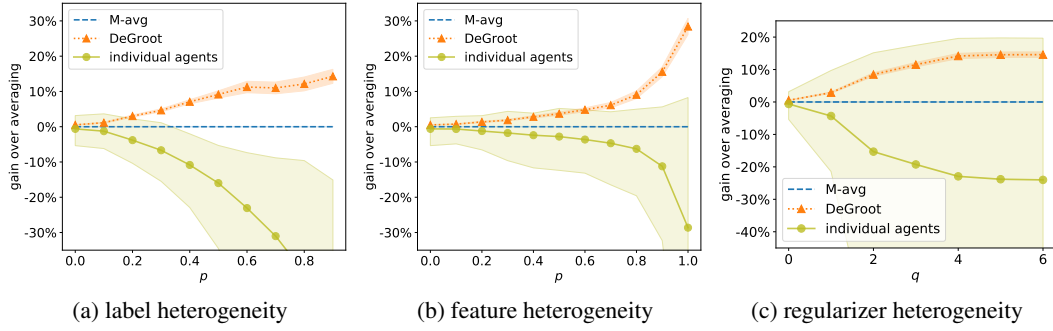 30%
20%
10%
0%
-10%
-20%
-30%
gain over averaging
M-avg
DeGroot
individual agents
0.0 0.2 0.4 0.6 0.8
p
(a) label heterogeneity
30%
20%
10%
0%
-10%
-20%
-30%
gain over averaging
M-avg
DeGroot
individual agents
0.0 0.2 0.4 0.6 0.8 1.0
p
(b) feature heterogeneity
20%
10%
0%
-10%
-20%
-30%
-40%
gain over averaging
M-avg
DeGroot
individual agents
0 2 4 6
q
(c) regularizer heterogeneity